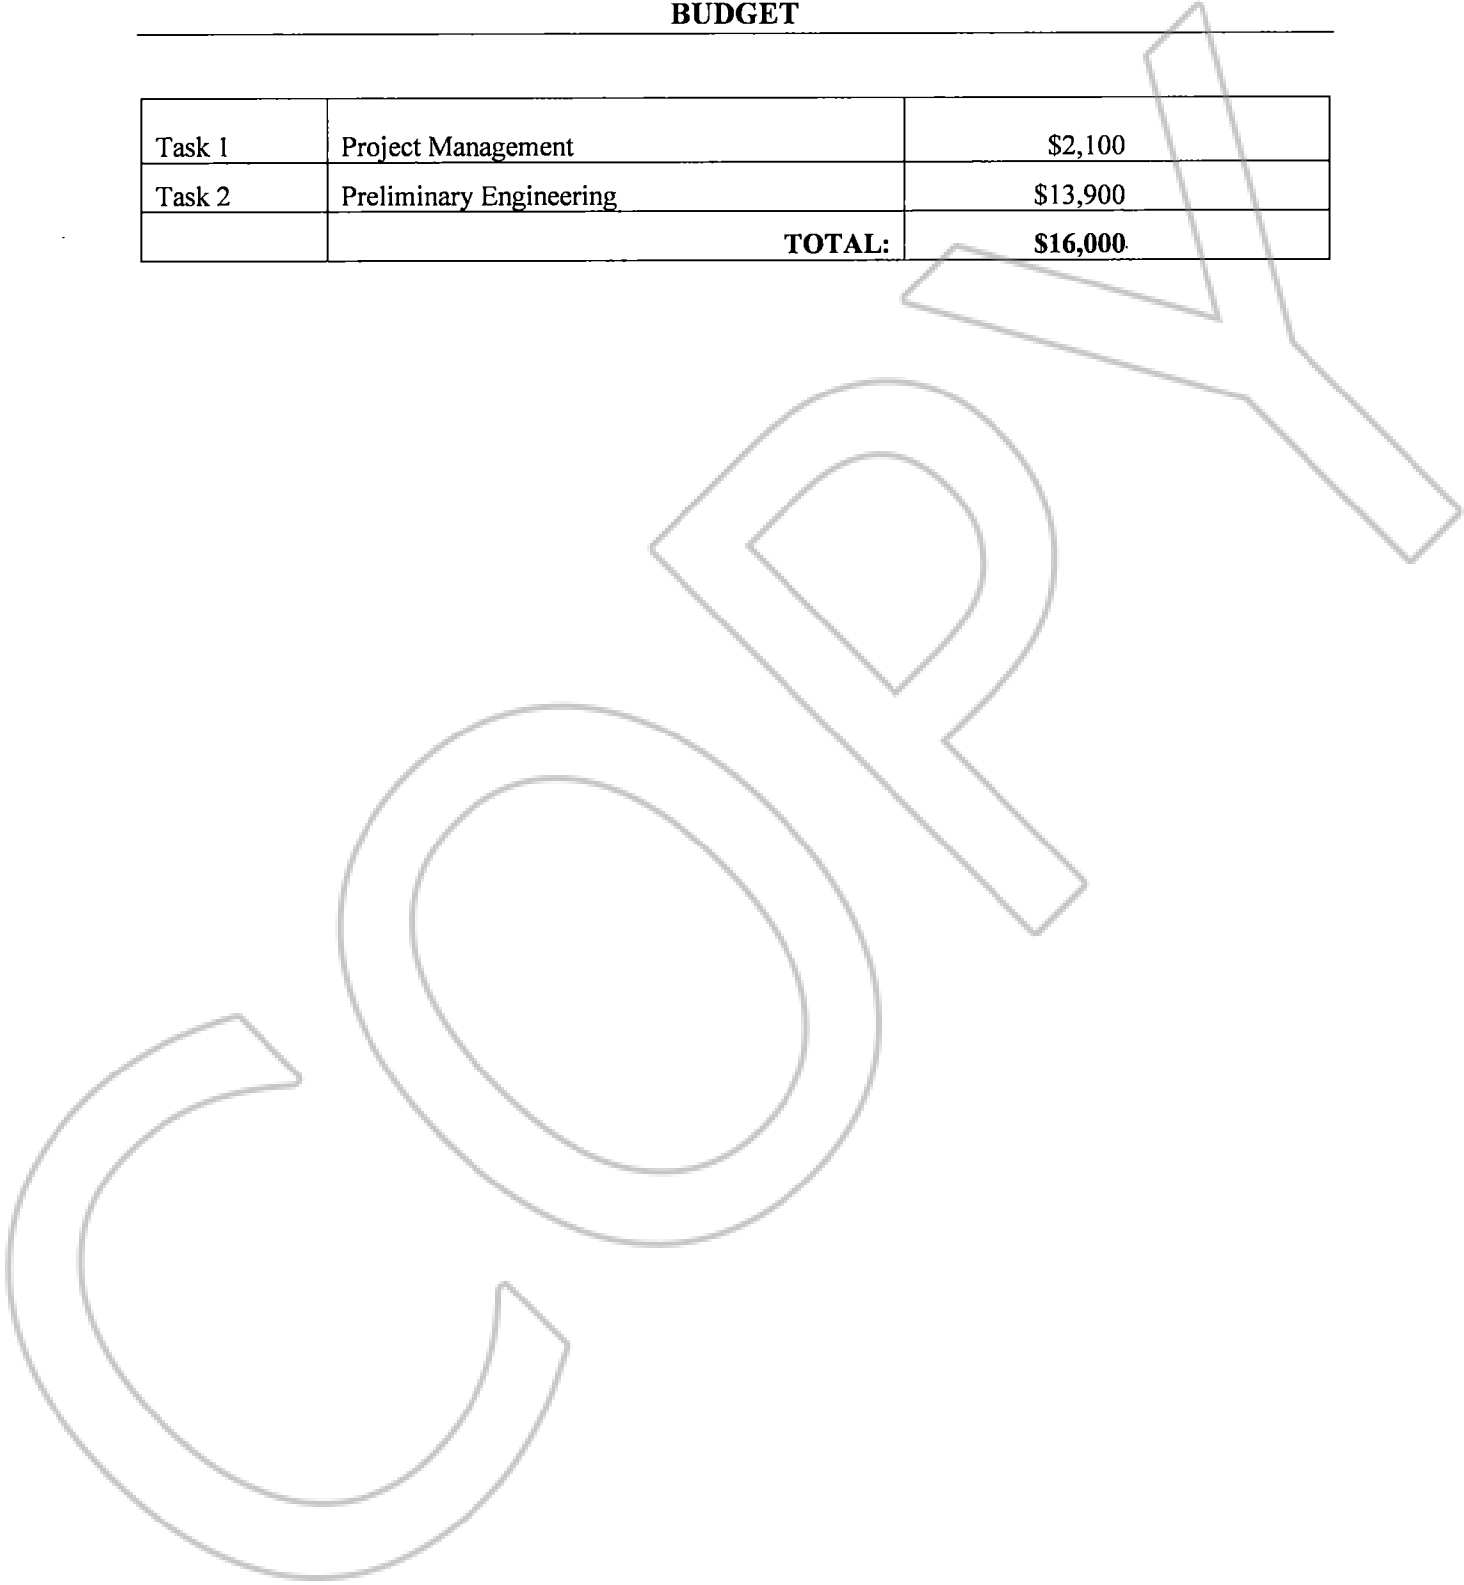 BUDGET
Task 1 Project Management $2,100
Task 2 Preliminary Engineering $13,900
TOTAL: $16,000
COPY